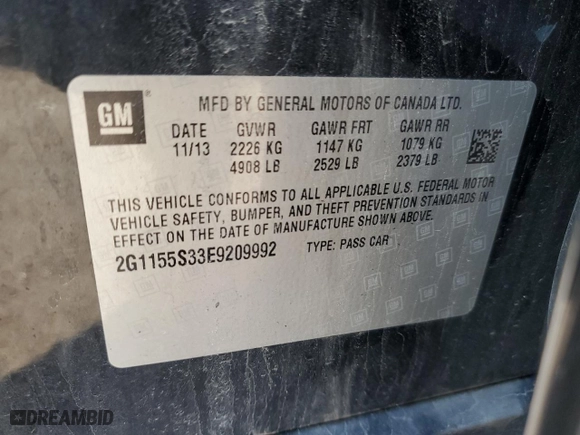 GM
MFD BY GENERAL MOTORS OF CANADA LTD.
DATE GVWR GAWR FRT GAWR RR
11/13 2226 KG 1147 KG 1079 KG
4908 LB 2529 LB 2379 LB
THIS VEHICLE CONFORMS TO ALL APPLICABLE U.S. FEDERAL MOTOR
VEHICLE SAFETY, BUMPER, AND THEFT PREVENTION STANDARDS IN
EFFECT ON THE DATE OF MANUFACTURE SHOWN ABOVE.
2G1155S33E9209992 TYPE: PASS CAR
DREAMBID